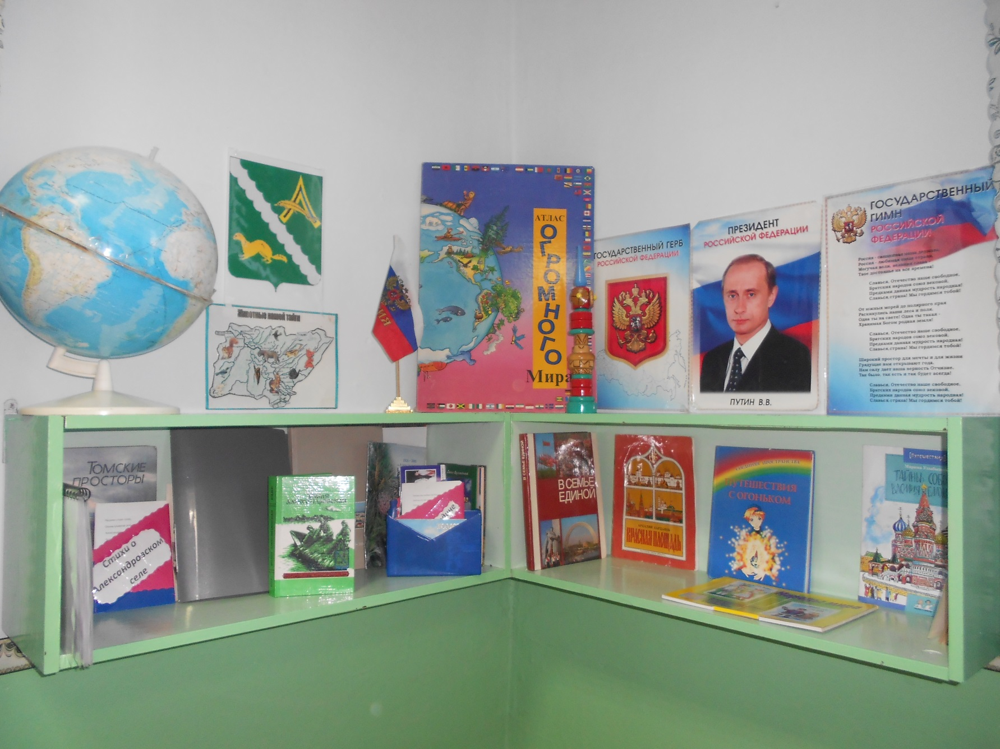 Животные нашей тайги
АТЛАС
ОГРОМНОГО
Мира
ГОСУДАРСТВЕННЫЙ ГЕРБ
РОССИЙСКОЙ ФЕДЕРАЦИИ
ПРЕЗИДЕНТ
РОССИЙСКОЙ ФЕДЕРАЦИИ
ПУТИН В.В.
ГОСУДАРСТВЕННЫЙ
ГИМН
РОССИЙСКОЙ
ФЕДЕРАЦИИ
Россия - священная наша держава,
Россия - любимая наша страна.
Могучая воля, великая слава -
Твое достоянье на все времена!
Славься, Отечество наше свободное,
Братских народов союз вековой,
Предками данная мудрость народная!
Славься, страна! Мы гордимся тобой!
От южных морей до полярного края
Раскинулись наши леса и поля.
Одна ты на свете! Одна ты такая -
Хранимая Богом родная земля!
Славься, Отечество наше свободное,
Братских народов союз вековой,
Предками данная мудрость народная!
Славься, страна! Мы гордимся тобой!
Широкий простор для мечты и для жизни
Грядущие нам открывают года.
Нам силу дает наша верность Отчизне.
Так было, так есть и так будет всегда!
Славься, Отечество наше свободное,
Братских народов союз вековой,
Предками данная мудрость народная!
Славься, страна! Мы гордимся тобой!
ТОМСКИЕ
ПРОСТОРЫ
Стихи о
Александровском
селе
В СЕМЬЕ ЕДИНОЙ
В СЕМЬЕ
ЕДИНОЙ
КРАСНАЯ ПЛОЩАДЬ
ПУТЕШЕСТВИЯ
С ОГОНЬКОМ
ТАЙНЫ СОБ